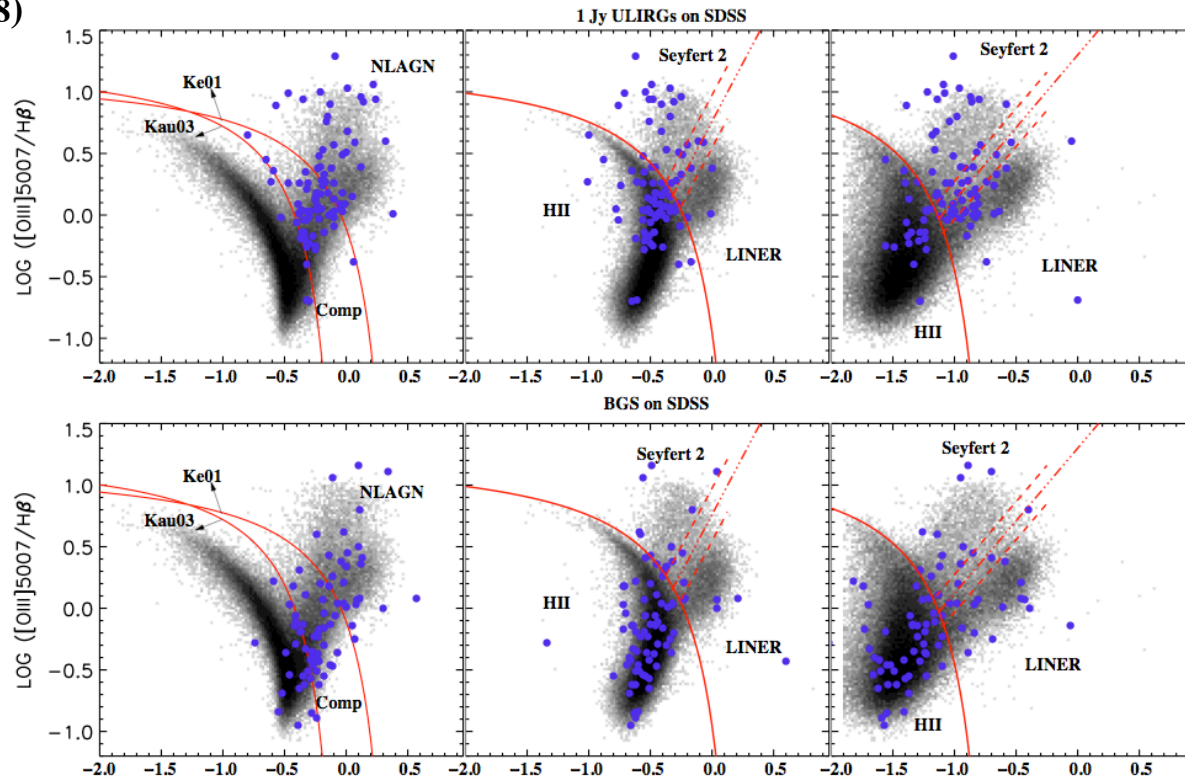 8)
1 Jy ULIRGs on SDSS
LOG ([OIII]5007/Hβ)
1.5
1.0
0.5
0.0
−0.5
−1.0
Ke01
Kau03
NLAGN
Comp
Seyfert 2
HII
LINER
Seyfert 2
LINER
HII
−2.0 −1.5 −1.0 −0.5 0.0 0.5 −2.0 −1.5 −1.0 −0.5 0.0 0.5 −2.0 −1.5 −1.0 −0.5 0.0 0.5
BGS on SDSS
LOG ([OIII]5007/Hβ)
1.5
1.0
0.5
0.0
−0.5
−1.0
Ke01
Kau03
NLAGN
Comp
Seyfert 2
HII
LINER
Seyfert 2
LINER
HII
−2.0 −1.5 −1.0 −0.5 0.0 0.5 −2.0 −1.5 −1.0 −0.5 0.0 0.5 −2.0 −1.5 −1.0 −0.5 0.0 0.5